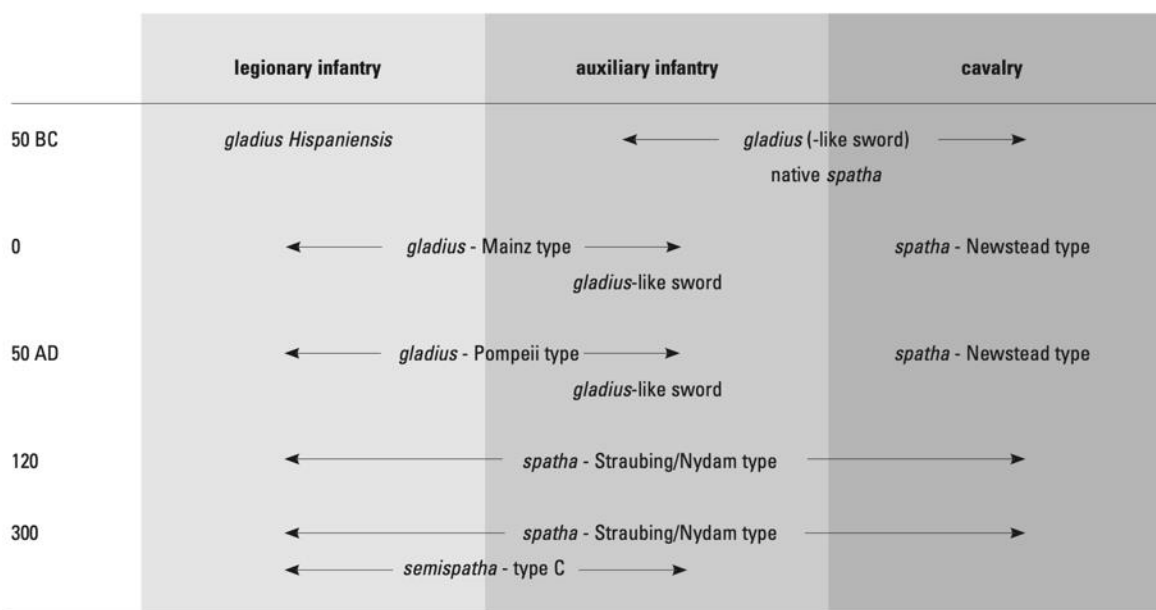 legionary infantry auxiliary infantry cavalry
50 BC gladius Hispaniensis gladius (-like sword)
native spatha
0 gladius - Mainz type spatha - Newstead type
gladius-like sword
50 AD gladius - Pompeii type spatha - Newstead type
gladius-like sword
120 spatha - Straubing/Nydam type
300 spatha - Straubing/Nydam type
semispatha - type C